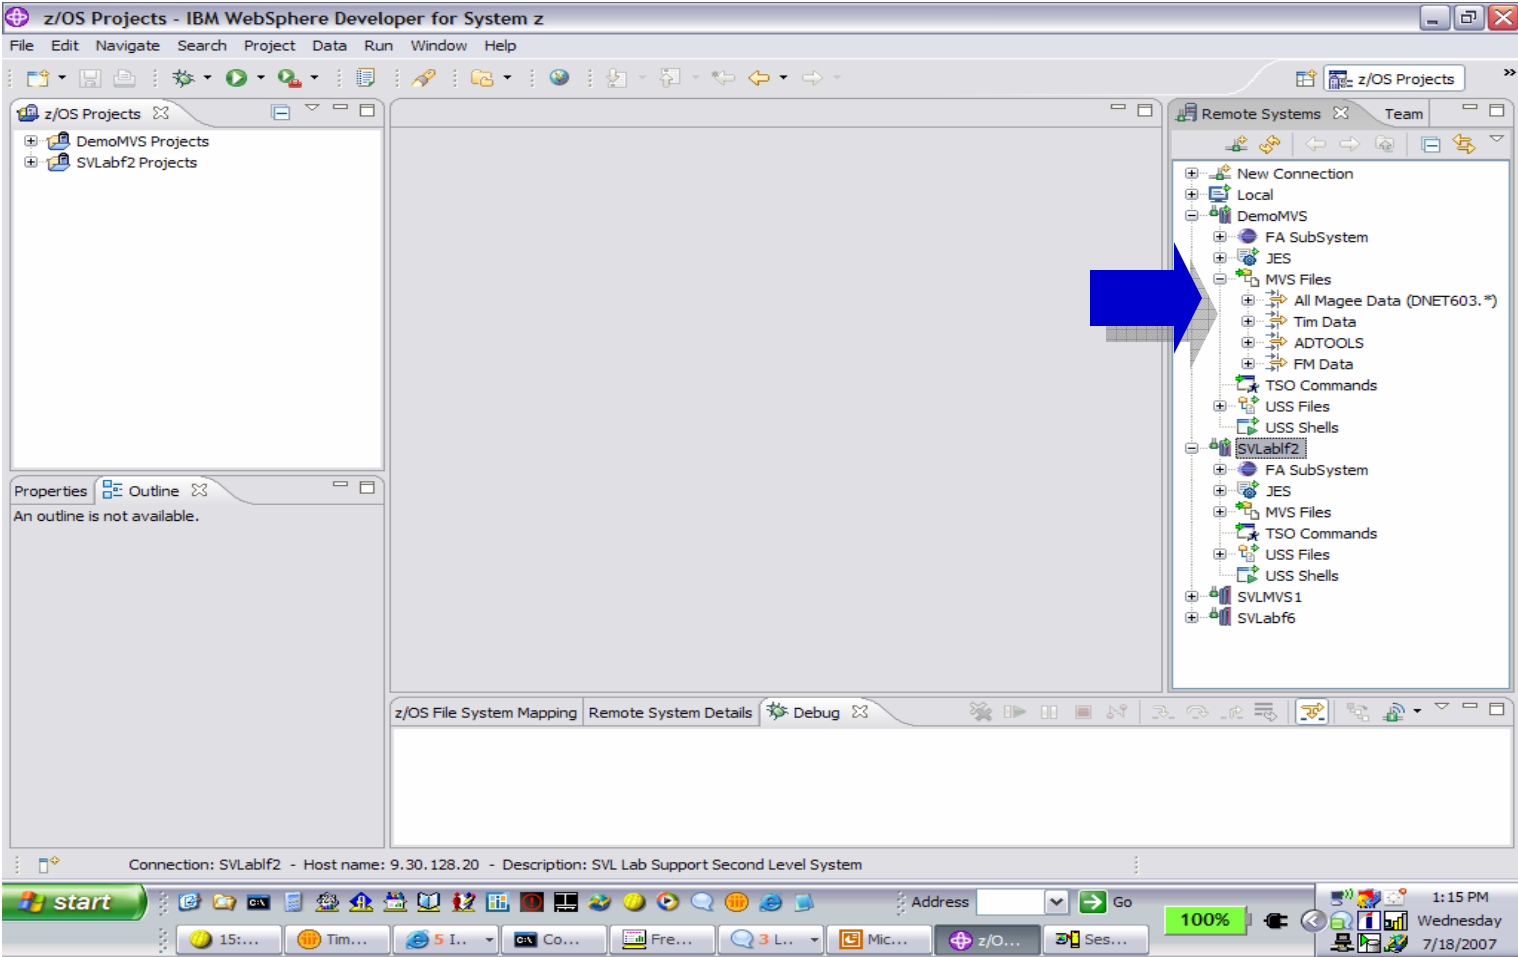 z/OS Projects - IBM WebSphere Developer for System z
File Edit Navigate Search Project Data Run Window Help
z/OS Projects
z/OS Projects
DemoMVS Projects
SVLabf2 Projects
Remote Systems Team
New Connection
Local
DemoMVS
FA SubSystem
JES
MVS Files
All Magee Data (DNET603.*)
Tim Data
ADTOOLS
FM Data
TSO Commands
USS Files
USS Shells
SVLablf2
FA SubSystem
JES
MVS Files
TSO Commands
USS Files
USS Shells
SVLMVS1
SVLabf6
Properties Outline
An outline is not available.
z/OS File System Mapping Remote System Details Debug
Connection: SVLablf2 - Host name: 9.30.128.20 - Description: SVL Lab Support Second Level System
start Address Go 100% 1:15 PM
Wednesday
7/18/2007
15:... Tim... 5 I... Co... Fre... 3 L... Mic... z/O... Ses...